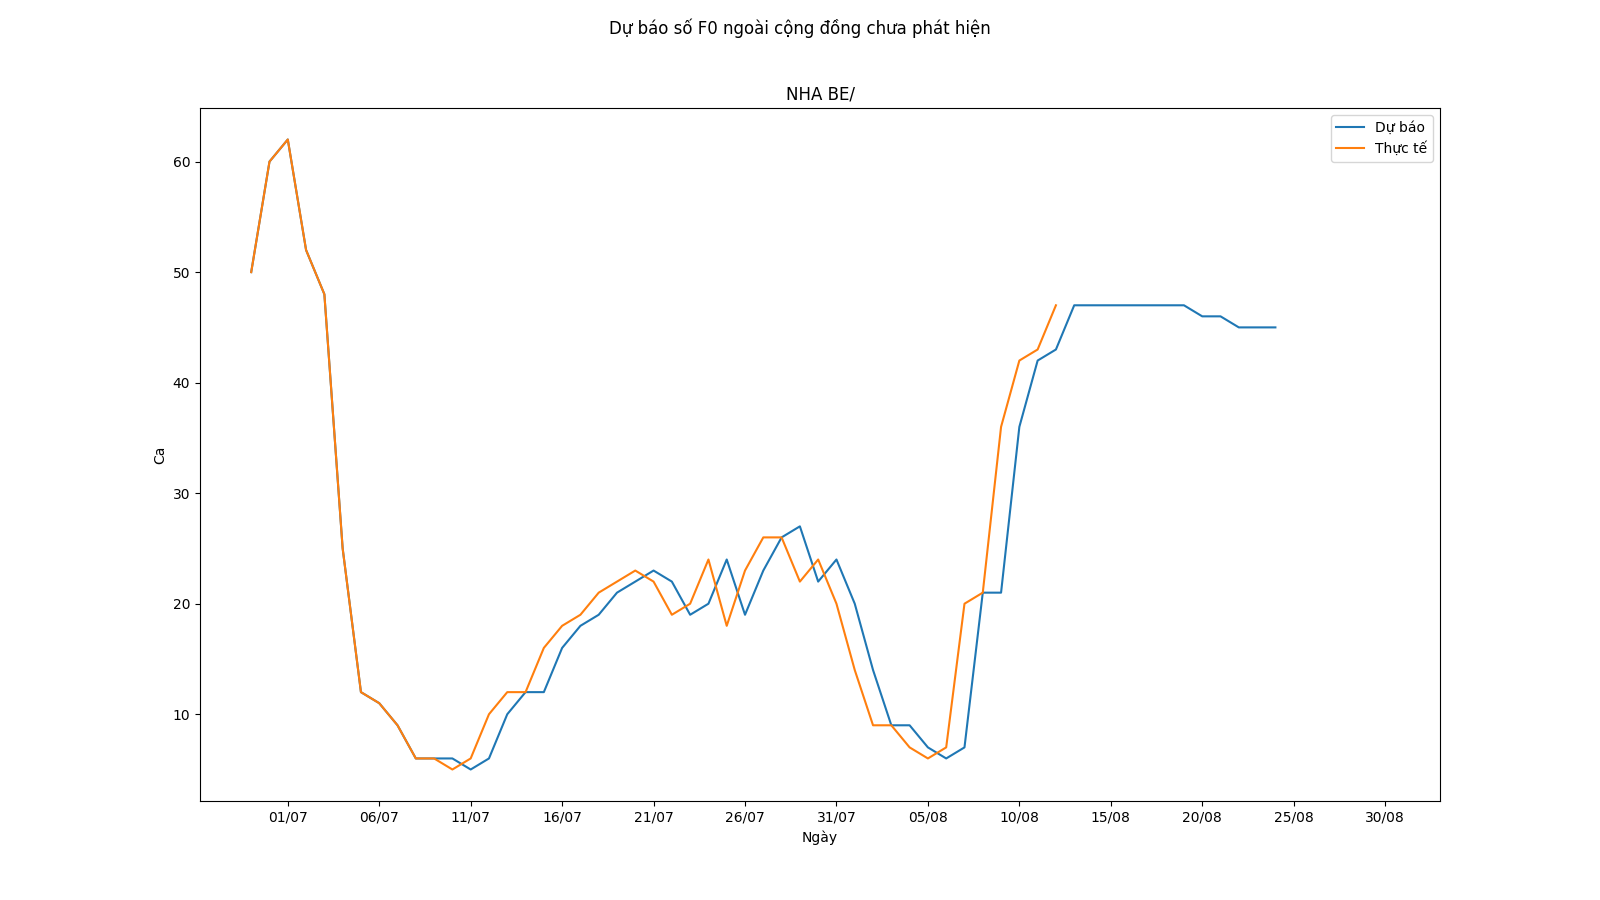 Dự báo số F0 ngoài cộng đồng chưa phát hiện
NHA BE/
Dự báo
Thực tế
60
50
40
30
20
10
Ca
01/07 06/07 11/07 16/07 21/07 26/07 31/07 05/08 10/08 15/08 20/08 25/08 30/08
Ngày